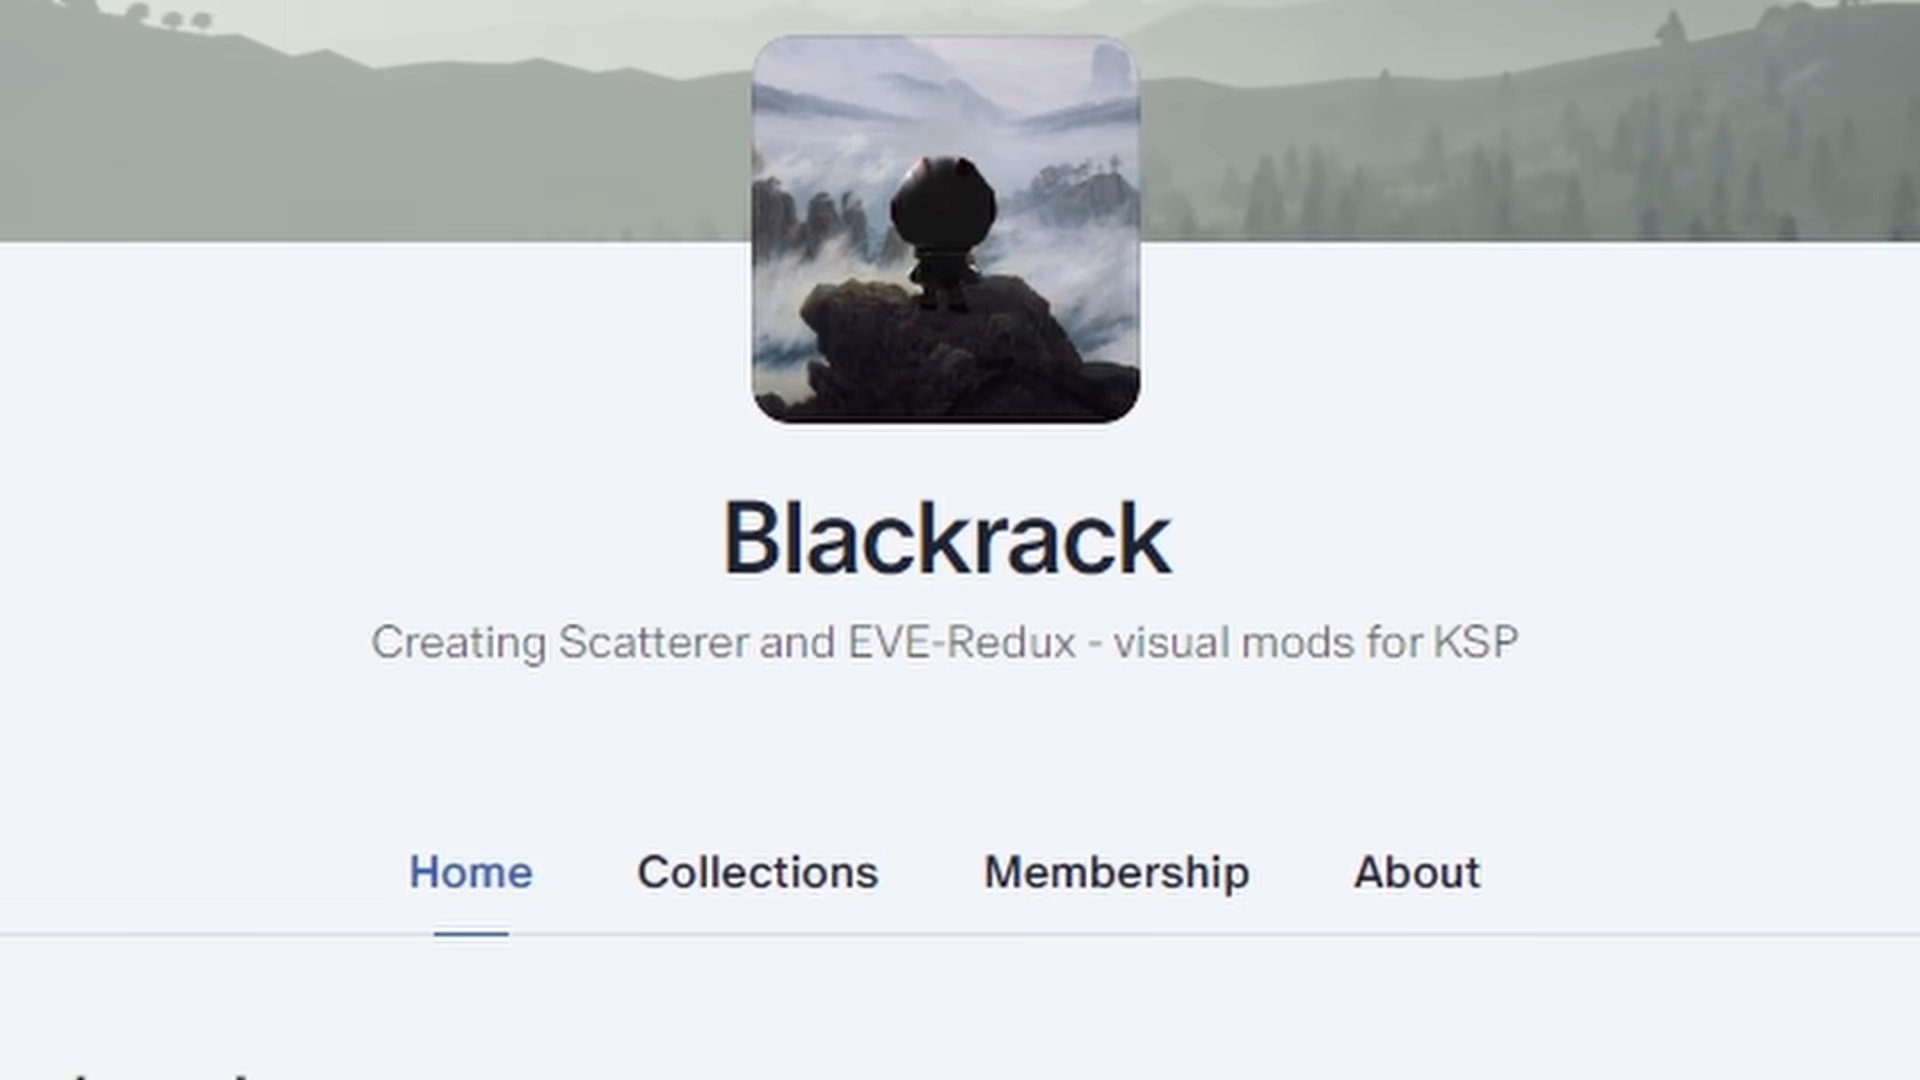 Blackrack
Creating Scatterer and EVE-Redux - visual mods for KSP
Home Collections Membership About